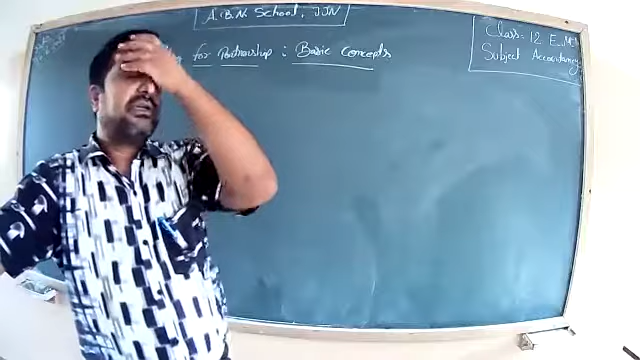 A.B.N. School, JJN
Class: 12 E.M
Subject Accountancy
for Partnership : Basic Concepts